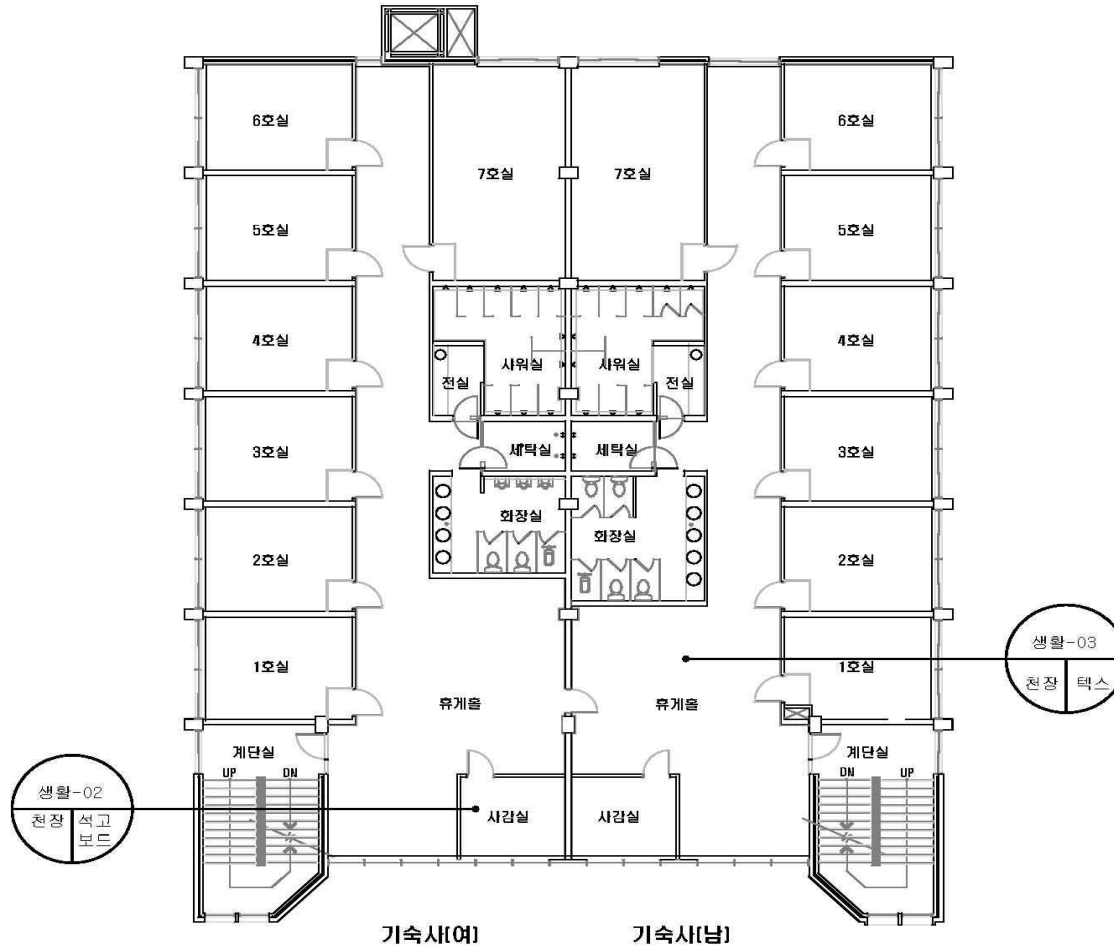 6호실
6호실
7호실
7호실
5호실
5호실
4호실
4호실
샤워실
샤워실
전실
전실
3호실
세탁실
세탁실
3호실
화장실
화장실
2호실
2호실
생활-03
천장
텍스
1호실
1호실
휴게홀
휴게홀
계단실
계단실
UP
DN
DN
UP
생활-02
천장
석고
보드
사감실
사감실
기숙사[여]
기숙사[남]